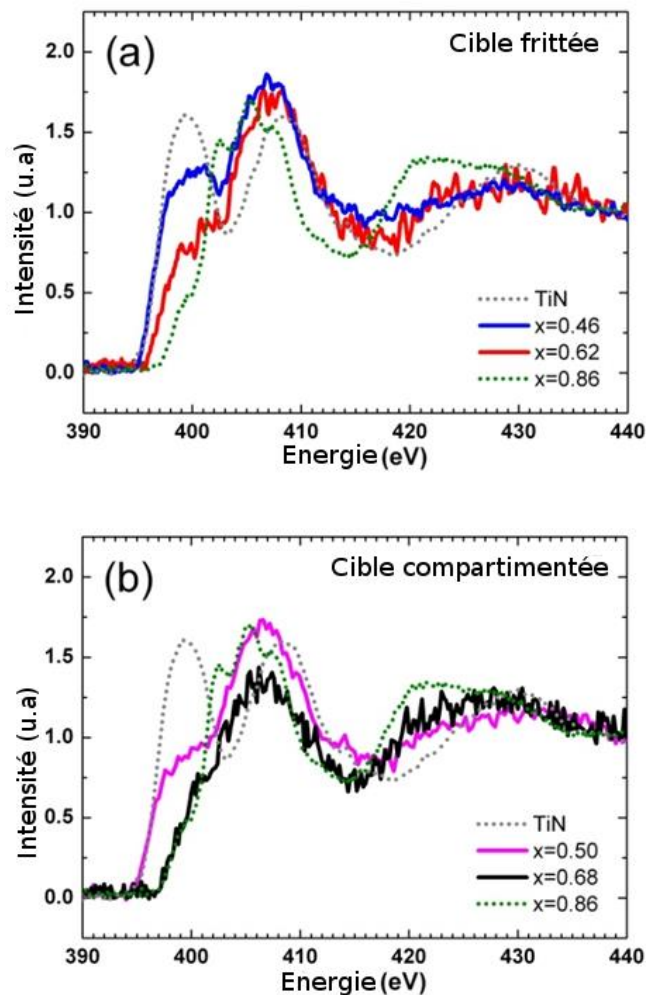 (a)
Cible frittée
2.0
1.5
1.0
0.5
0.0
Intensité (u.a)
TiN
x=0.46
x=0.62
x=0.86
390 400 410 420 430 440
Energie (eV)
(b)
Cible compartimentée
2.0
1.5
1.0
0.5
0.0
Intensité (u.a)
TiN
x=0.50
x=0.68
x=0.86
390 400 410 420 430 440
Energie (eV)